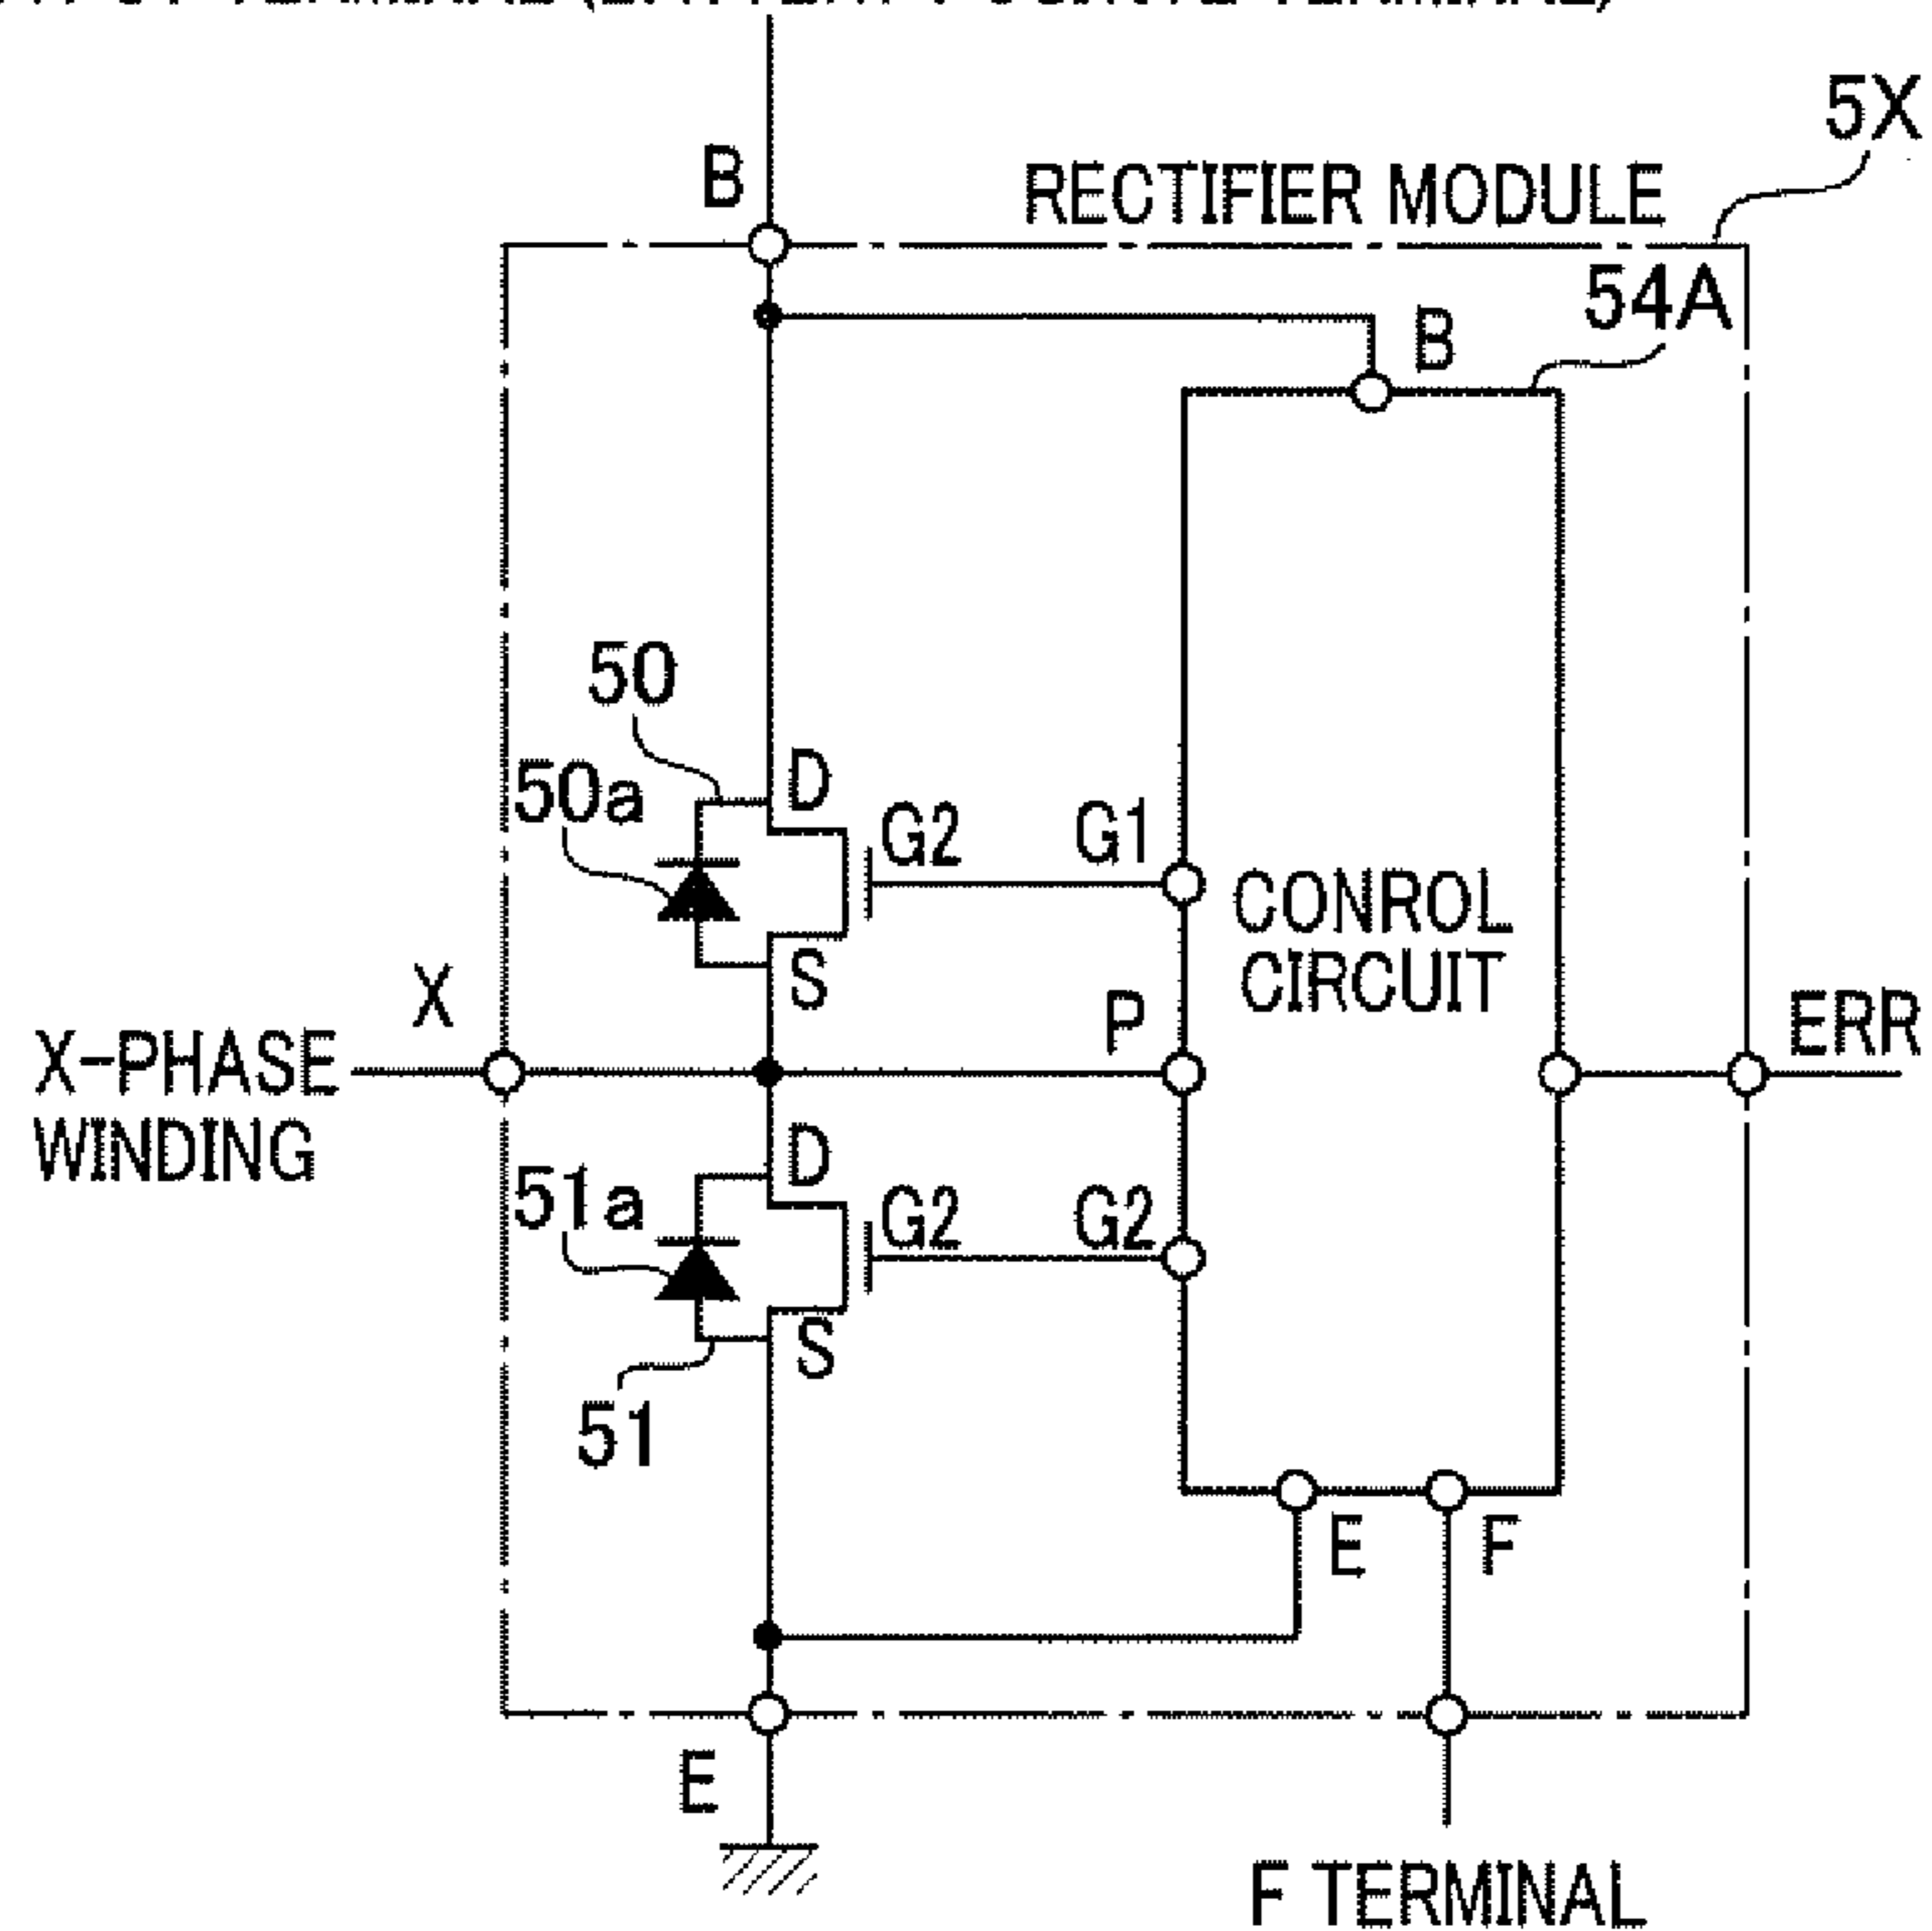 5X
B
RECTIFIER MODULE
54A
B
50
50a
D
G2
G1
CONROL
CIRCUIT
S
X
P
ERR
X-PHASE
WINDING
D
51a
G2
G2
S
51
E
F
E
F TERMINAL